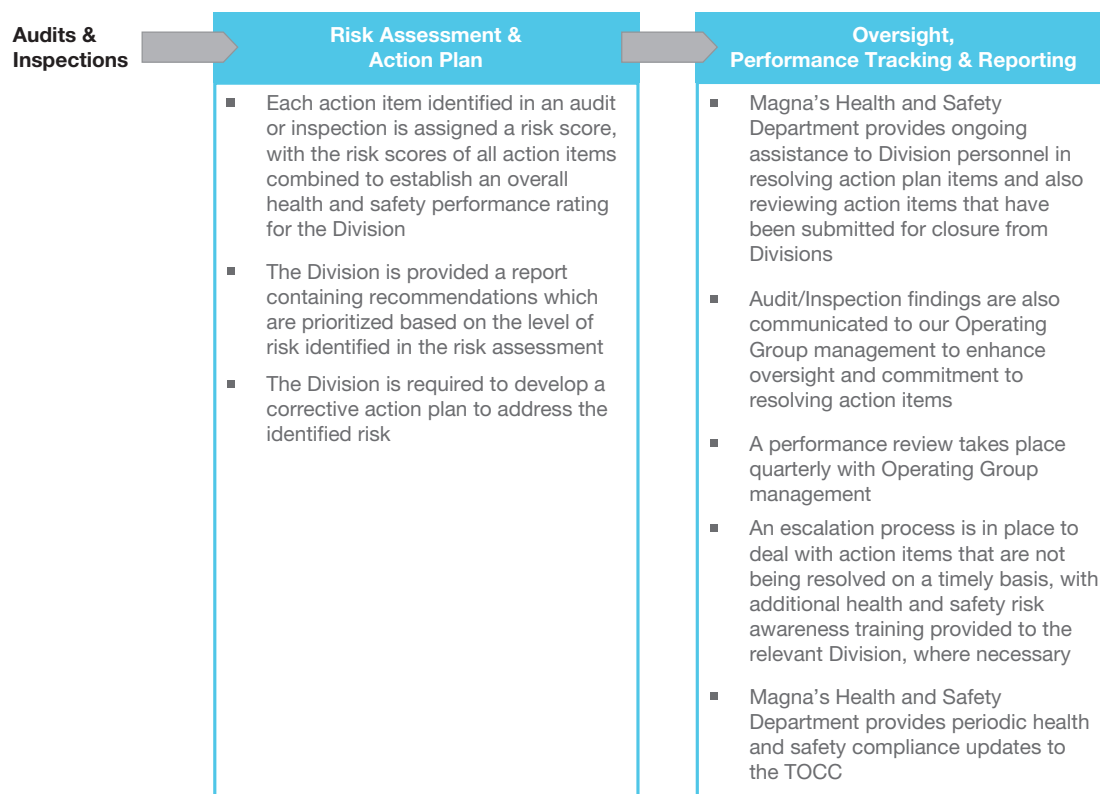 Audits &
Inspections
Risk Assessment &
Action Plan
■ Each action item identified in an audit
or inspection is assigned a risk score,
with the risk scores of all action items
combined to establish an overall
health and safety performance rating
for the Division
■ The Division is provided a report
containing recommendations which
are prioritized based on the level of
risk identified in the risk assessment
■ The Division is required to develop a
corrective action plan to address the
identified risk
Oversight,
Performance Tracking & Reporting
■ Magna’s Health and Safety
Department provides ongoing
assistance to Division personnel in
resolving action plan items and also
reviewing action items that have
been submitted for closure from
Divisions
■ Audit/Inspection findings are also
communicated to our Operating
Group management to enhance
oversight and commitment to
resolving action items
■ A performance review takes place
quarterly with Operating Group
management
■ An escalation process is in place to
deal with action items that are not
being resolved on a timely basis, with
additional health and safety risk
awareness training provided to the
relevant Division, where necessary
■ Magna’s Health and Safety
Department provides periodic health
and safety compliance updates to
the TOCC